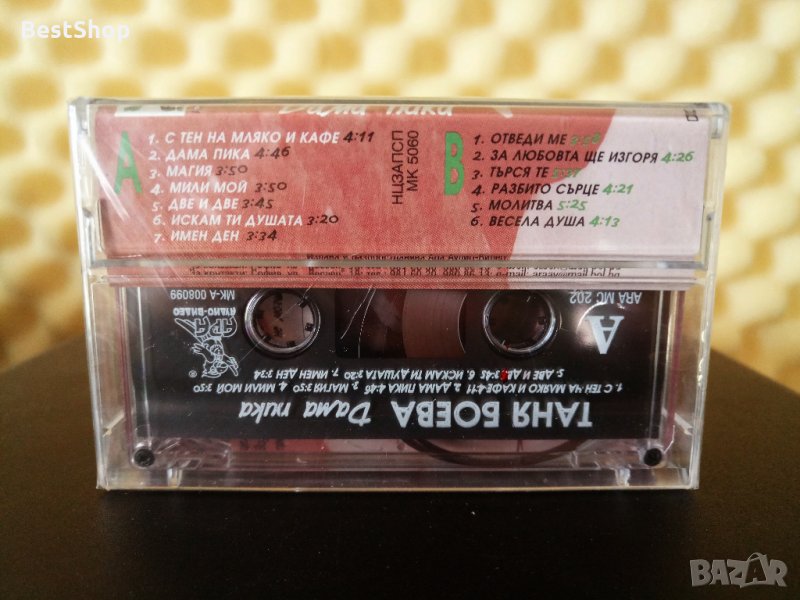 BestShop
Дама пика
A
1. С ТЕН НА МЛЯКО И КАФЕ 4:11
2. ДАМА ПИКА 4:46
3. МАГИЯ 3:50
4. МИЛИ МОЙ 3:50
5. ДВЕ И ДВЕ 3:45
6. ИСКАМ ТИ ДУШАТА 3:20
7. ИМЕН ДЕН 3:34
НЦЗАПСП
МК 5060
B
1. ОТВЕДИ МЕ
2. ЗА ЛЮБОВТА ЩЕ ИЗГОРЯ 4:26
3. ТЪРСЯ ТЕ
4. РАЗБИТО СЪРЦЕ 4:21
5. МОЛИТВА 5:25
6. ВЕСЕЛА ДУША 4:13
ТАНЯ БОЕВА Дама пика
1. С ТЕН НА МЛЯКО И КАФЕ 4:11 2. ДАМА ПИКА 4:46 3. МАГИЯ 3:50 4. МИЛИ МОЙ 3:50
5. ДВЕ И ДВЕ 3:45 6. ИСКАМ ТИ ДУШАТА 3:20 7. ИМЕН ДЕН 3:34
A
АУДИО-ВИДЕО
ARA MC 202
МК-А 008099
BAZAR